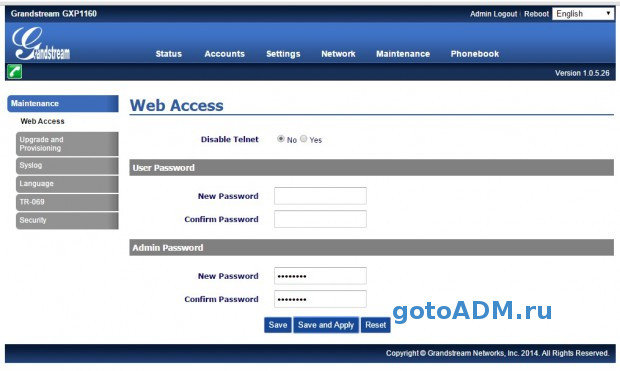 Grandstream GXP1160
Admin Logout | Reboot English
Grandstream
Status Accounts Settings Network Maintenance Phonebook
Version 1.0.5.26
Maintenance
Web Access
Upgrade and
Provisioning
Syslog
Language
TR-069
Security
Web Access
Disable Telnet No Yes
User Password
New Password
Confirm Password
Admin Password
New Password ••••••••
Confirm Password ••••••••
Save Save and Apply Reset
gotoADM.ru
Copyright © Grandstream Networks, Inc. 2014. All Rights Reserved.